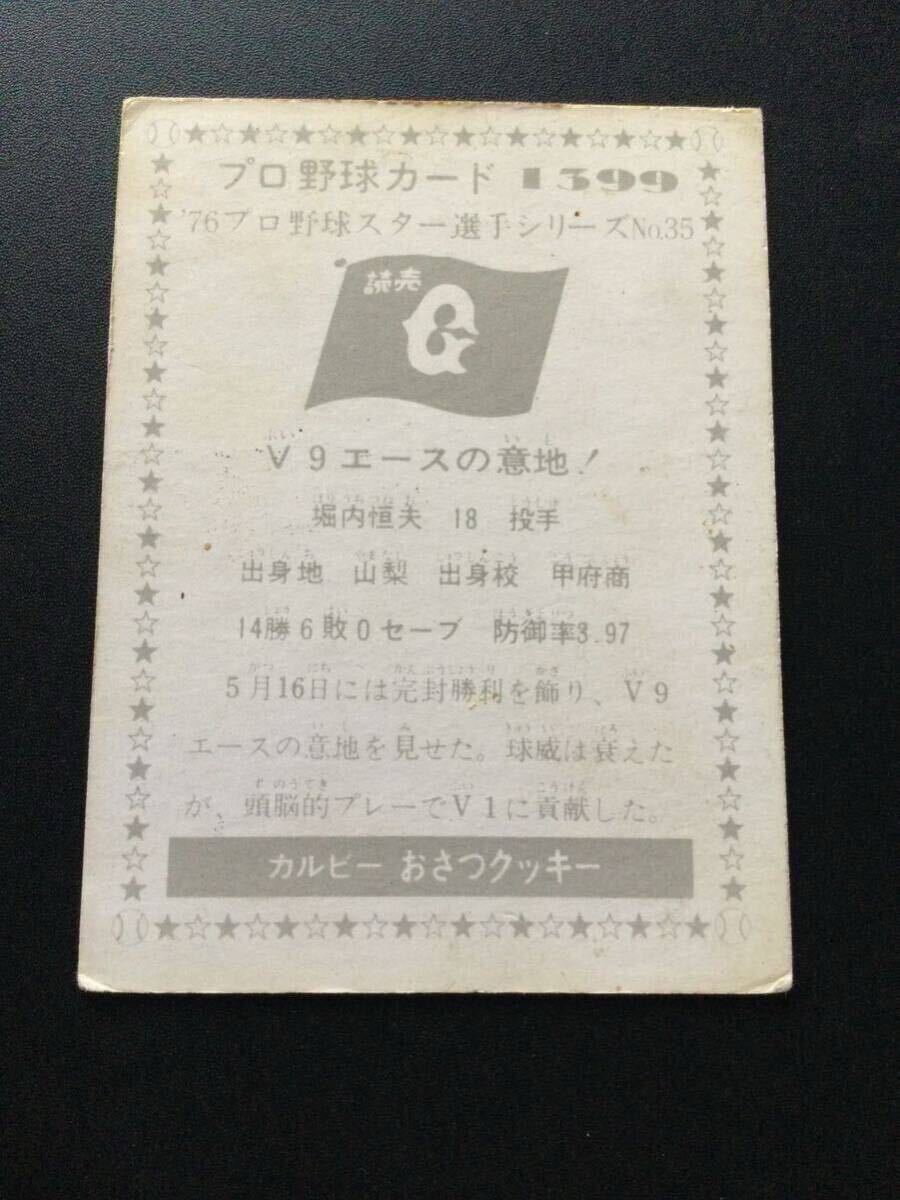 プロ野球カード 1399
'76プロ野球スター選手シリーズNo.35
読売
G
V9エースの意地!
堀内恒夫 18 投手
出身地 山梨 出身校 甲府商
14勝6敗0セーブ 防御率3.97
5月16日には完封勝利を飾り、V9
エースの意地を見せた。球威は衰えた
が、頭脳的プレーでV1に貢献した。
カルビー おさつクッキー